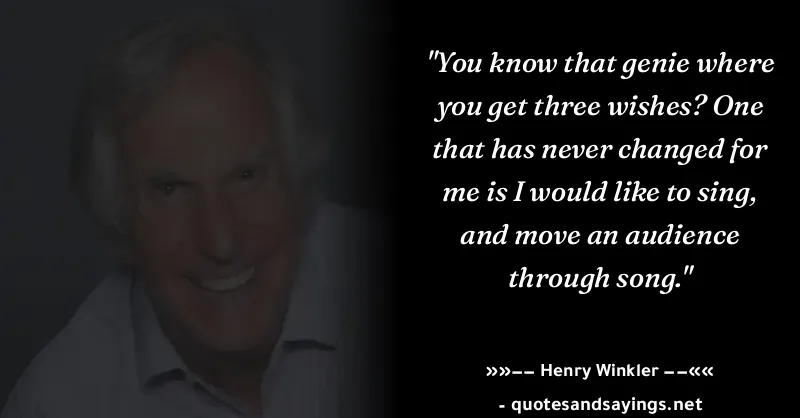 "You know that genie where
you get three wishes? One
that has never changed for
me is I would like to sing,
and move an audience
through song."
»»−− Henry Winkler −−««
- quotesandsayings.net